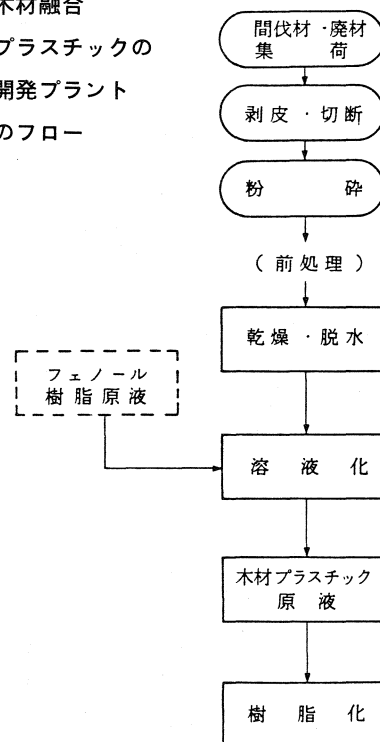 木材融合
プラスチックの
開発プラント
のフロー
間伐材・廃材
集荷
剥皮・切断
粉砕
(前処理)
乾燥・脱水
フェノール
樹脂原液
溶液化
木材プラスチック
原液
樹脂化